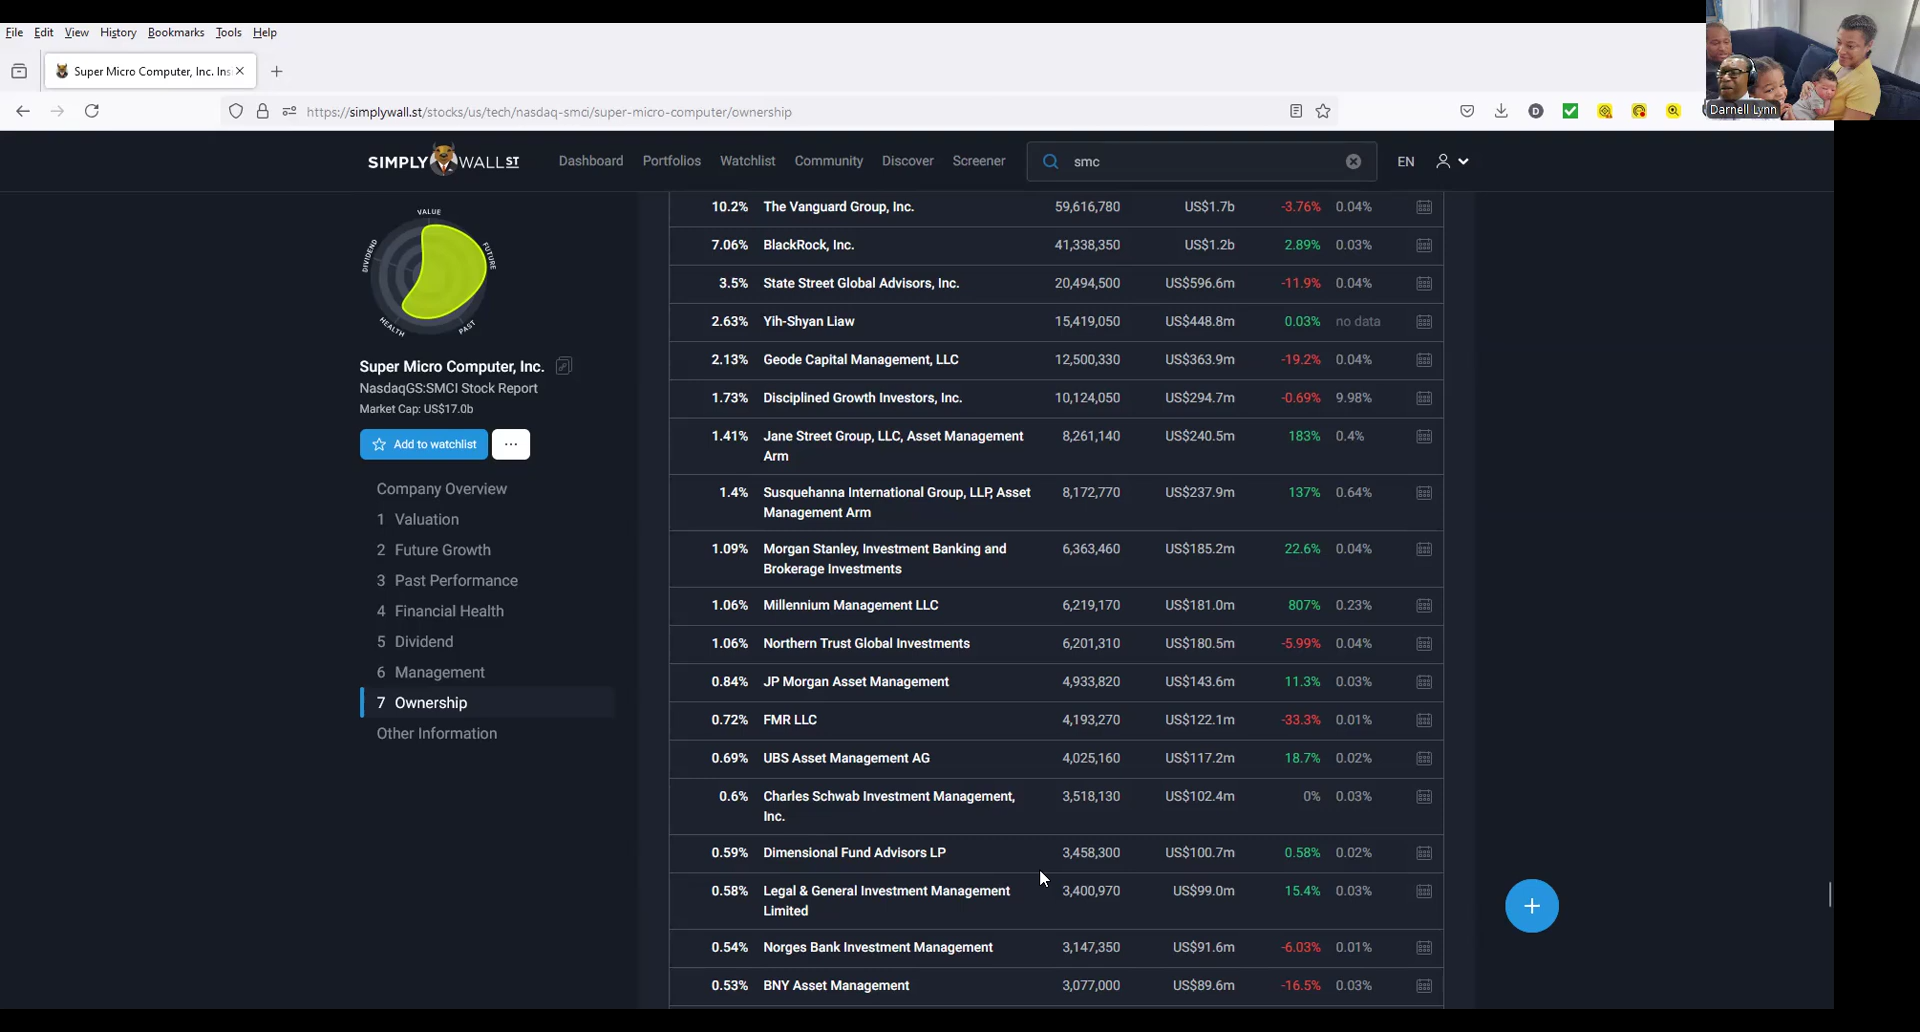 File Edit View History Bookmarks Tools Help
Super Micro Computer, Inc. Ins
https://simplywall.st/stocks/us/tech/nasdaq-smci/super-micro-computer/ownership
Darnell Lynn
SIMPLY WALL ST Dashboard Portfolios Watchlist Community Discover Screener smc EN
VALUE
FUTURE
PAST
HEALTH
DIVIDEND
Super Micro Computer, Inc.
NasdaqGS:SMCI Stock Report
Market Cap: US$17.0b
Add to watchlist ...
Company Overview
1 Valuation
2 Future Growth
3 Past Performance
4 Financial Health
5 Dividend
6 Management
7 Ownership
Other Information
10.2% The Vanguard Group, Inc. 59,616,780 US$1.7b -3.76% 0.04%
7.06% BlackRock, Inc. 41,338,350 US$1.2b 2.89% 0.03%
3.5% State Street Global Advisors, Inc. 20,494,500 US$596.6m -11.9% 0.04%
2.63% Yih-Shyan Liaw 15,419,050 US$448.8m 0.03% no data
2.13% Geode Capital Management, LLC 12,500,330 US$363.9m -19.2% 0.04%
1.73% Disciplined Growth Investors, Inc. 10,124,050 US$294.7m -0.69% 9.98%
1.41% Jane Street Group, LLC, Asset Management 8,261,140 US$240.5m 183% 0.4%
Arm
1.4% Susquehanna International Group, LLP, Asset 8,172,770 US$237.9m 137% 0.64%
Management Arm
1.09% Morgan Stanley, Investment Banking and 6,363,460 US$185.2m 22.6% 0.04%
Brokerage Investments
1.06% Millennium Management LLC 6,219,170 US$181.0m 807% 0.23%
1.06% Northern Trust Global Investments 6,201,310 US$180.5m -5.99% 0.04%
0.84% JP Morgan Asset Management 4,933,820 US$143.6m 11.3% 0.03%
0.72% FMR LLC 4,193,270 US$122.1m -33.3% 0.01%
0.69% UBS Asset Management AG 4,025,160 US$117.2m 18.7% 0.02%
0.6% Charles Schwab Investment Management, 3,518,130 US$102.4m 0% 0.03%
Inc.
0.59% Dimensional Fund Advisors LP 3,458,300 US$100.7m 0.58% 0.02%
0.58% Legal & General Investment Management 3,400,970 US$99.0m 15.4% 0.03%
Limited
0.54% Norges Bank Investment Management 3,147,350 US$91.6m -6.03% 0.01%
0.53% BNY Asset Management 3,077,000 US$89.6m -16.5% 0.03%